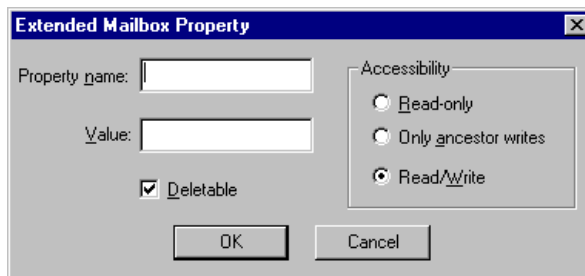 Extended Mailbox Property
Property name:
Value:
Deletable
Accessibility
Read-only
Only ancestor writes
Read/Write
OK
Cancel